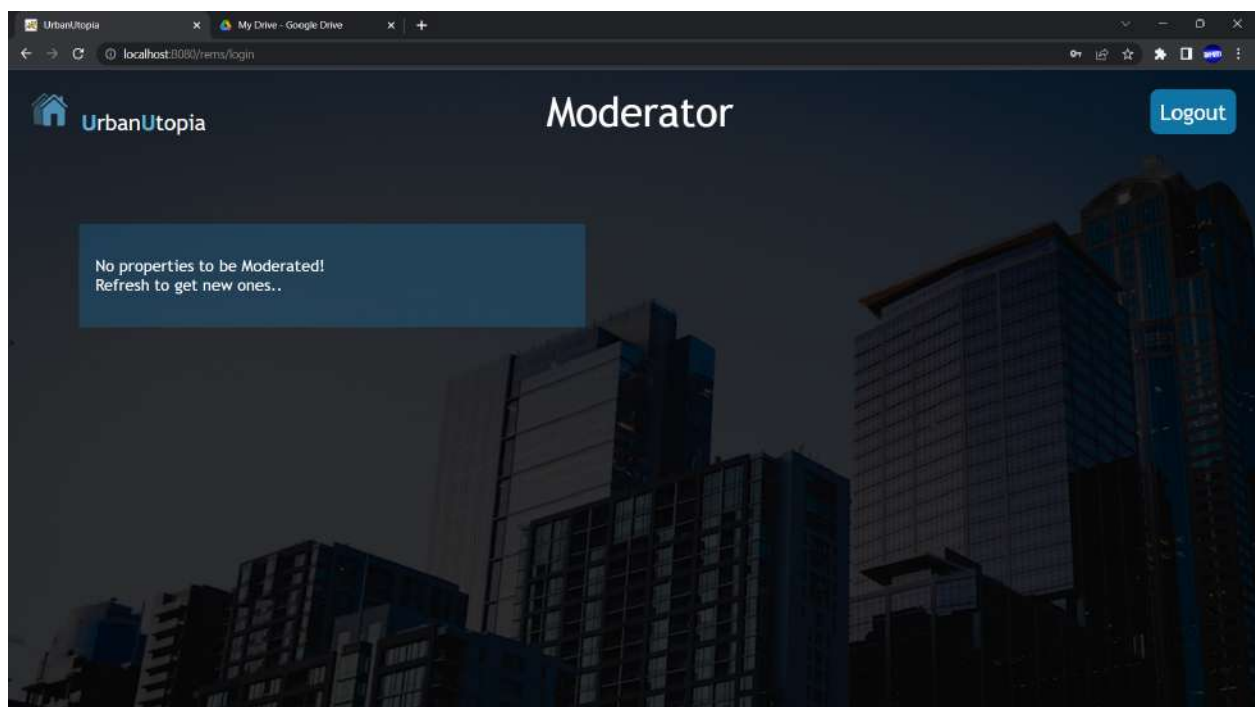 UrbanUtopia
My Drive - Google Drive
localhost:8080/rems/login
UrbanUtopia
Moderator
Logout
No properties to be Moderated!
Refresh to get new ones..